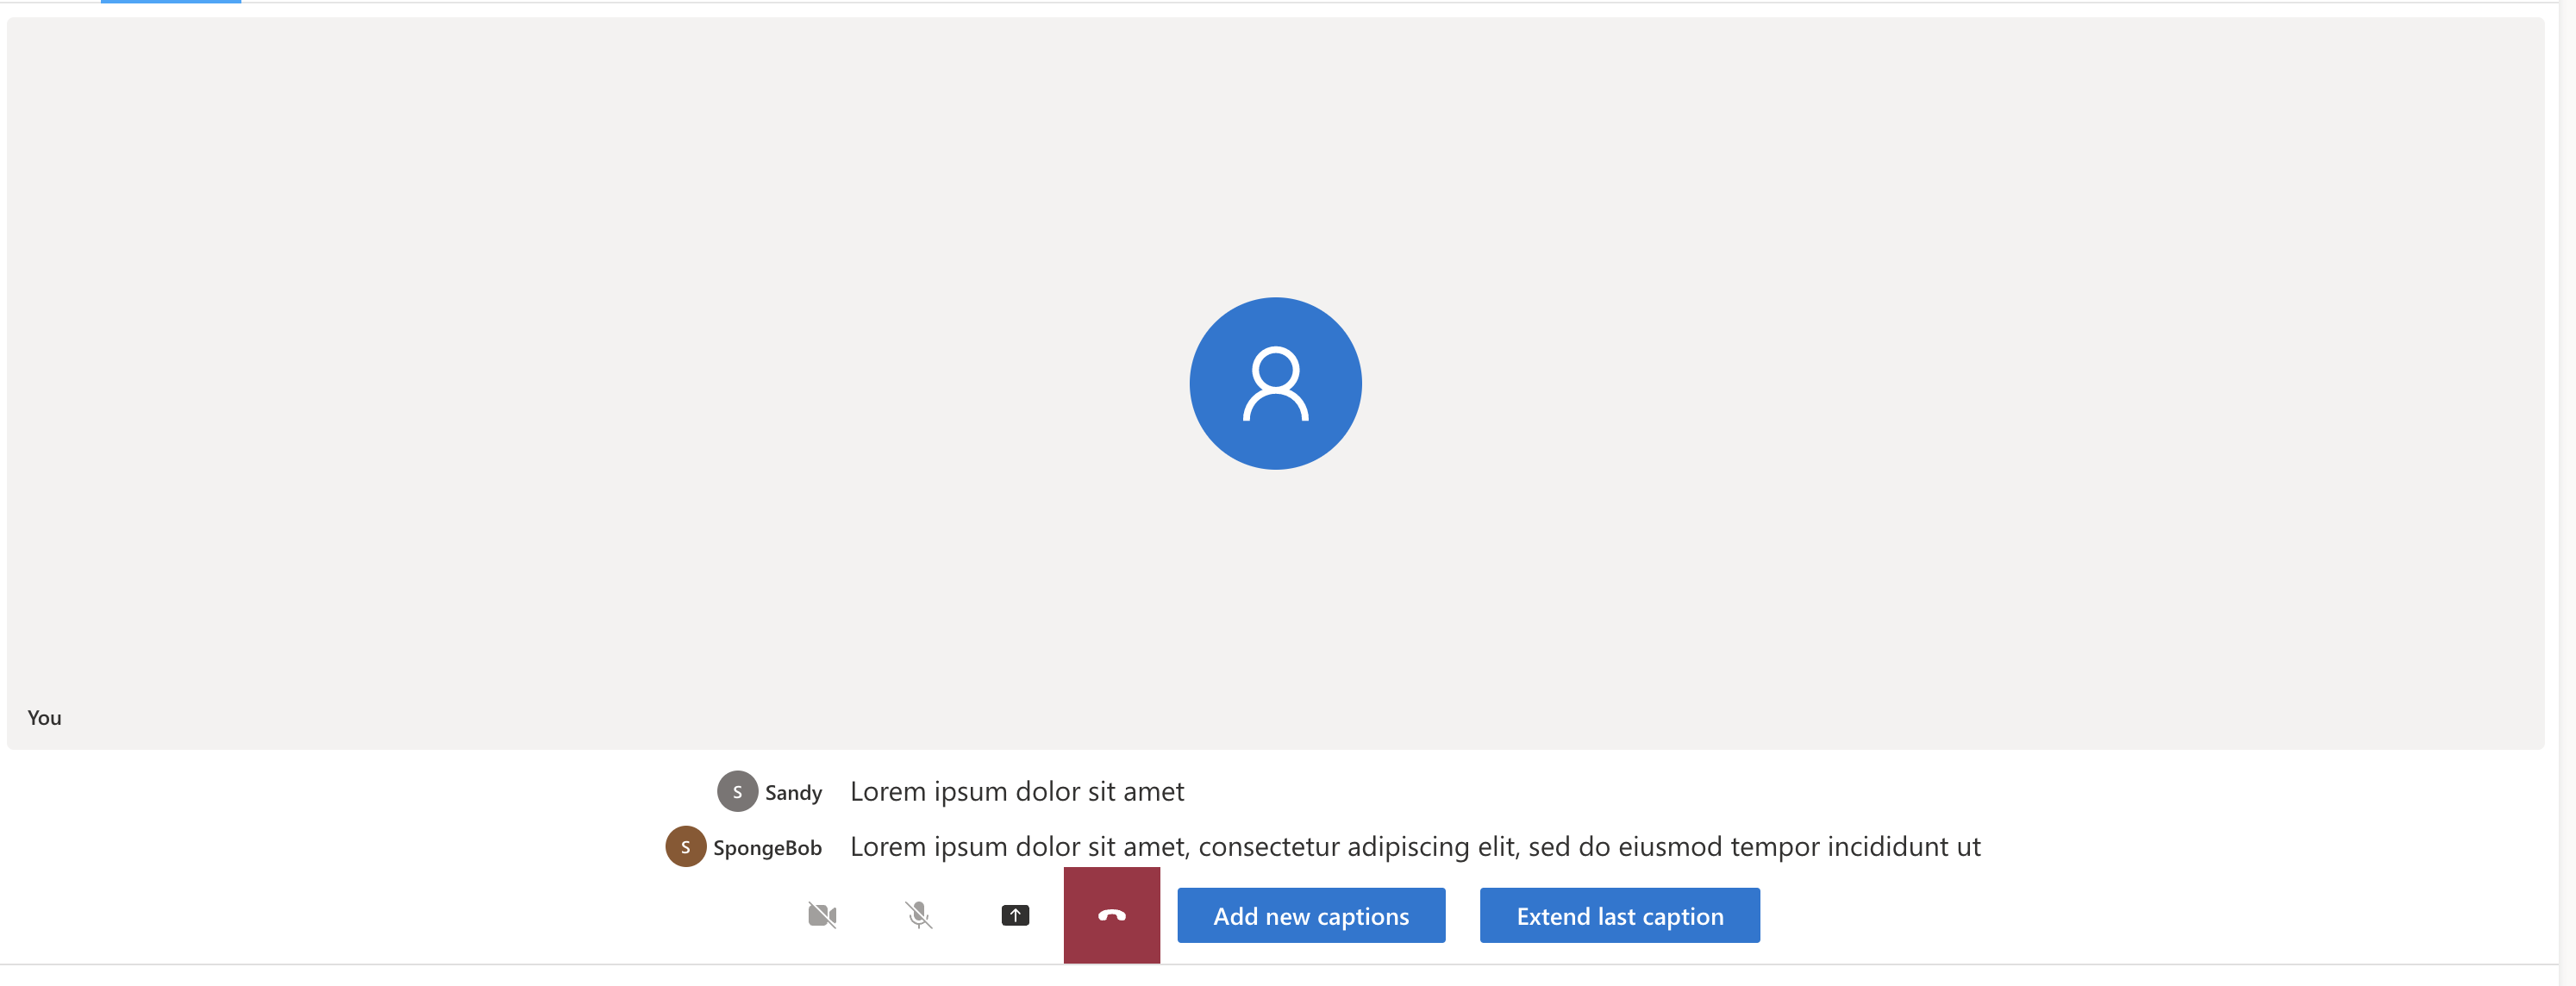 You
S Sandy Lorem ipsum dolor sit amet
S SpongeBob Lorem ipsum dolor sit amet, consectetur adipiscing elit, sed do eiusmod tempor incididunt ut
Add new captions Extend last caption